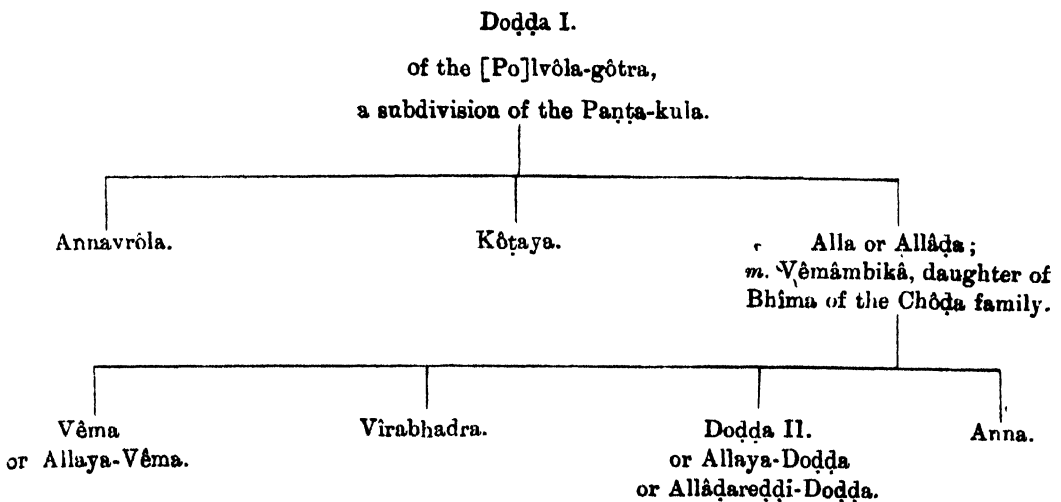 Doḍḍa I.
of the [Po]lvôla-gôtra,
a subdivision of the Paṇṭa-kula.
Annavrôla.
Kôṭaya.
Alla or Allâḍa;
m. Vêmâmbikâ, daughter of
Bhîma of the Chôḍa family.
Vêma
or Allaya-Vêma.
Vîrabhadra.
Doḍḍa II.
or Allaya-Doḍḍa
or Allâḍareḍḍi-Doḍḍa.
Anna.